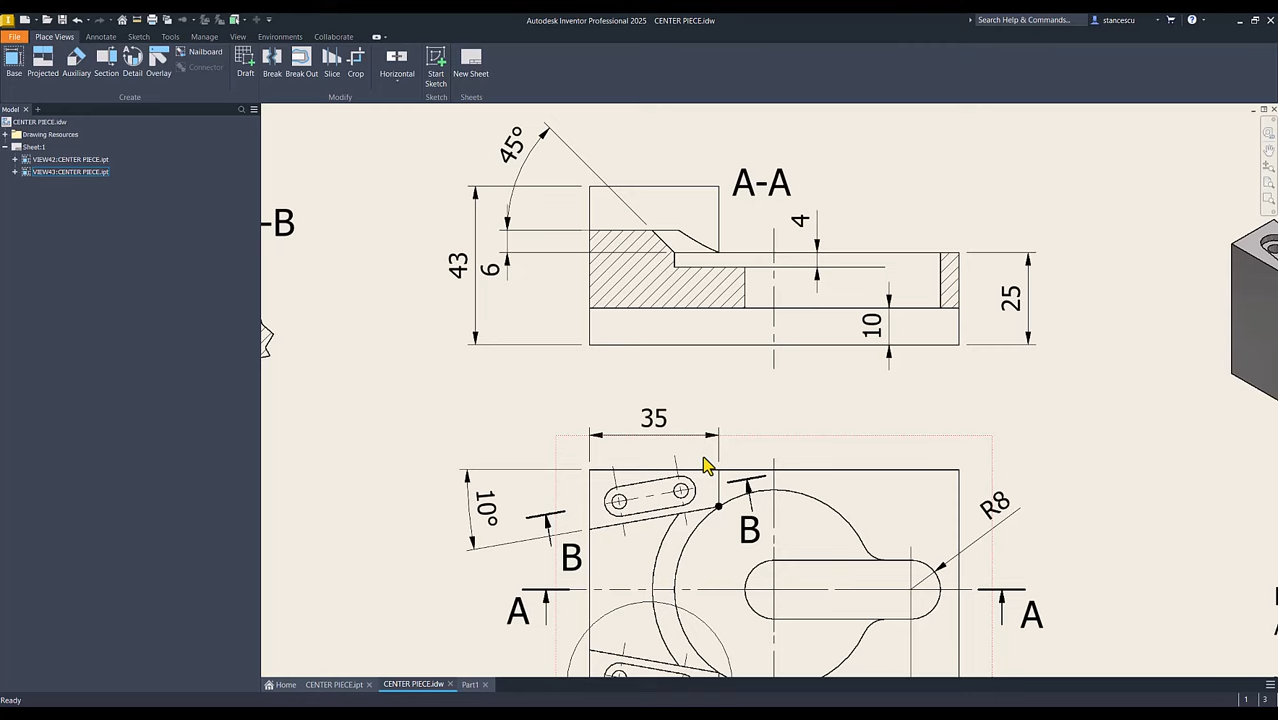 Autodesk Inventor Professional 2025 CENTER PIECE.idw
Search Help & Commands...
stancescu
File Place Views Annotate Sketch Tools Manage View Environments Collaborate
Base Projected Auxiliary Section Detail Overlay
Nailboard
Connector
Draft Break Break Out Slice Crop Horizontal
Start Sketch
New Sheet
Create Modify Sketch Sheets
Model
CENTER PIECE.idw
Drawing Resources
Sheet:1
VIEW42:CENTER PIECE.ipt
VIEW43:CENTER PIECE.ipt
45°
A-A
-B
4
43
6
25
10
35
10°
R8
B
B
A
A
Home CENTER PIECE.ipt CENTER PIECE.idw Part1
Ready
1 3